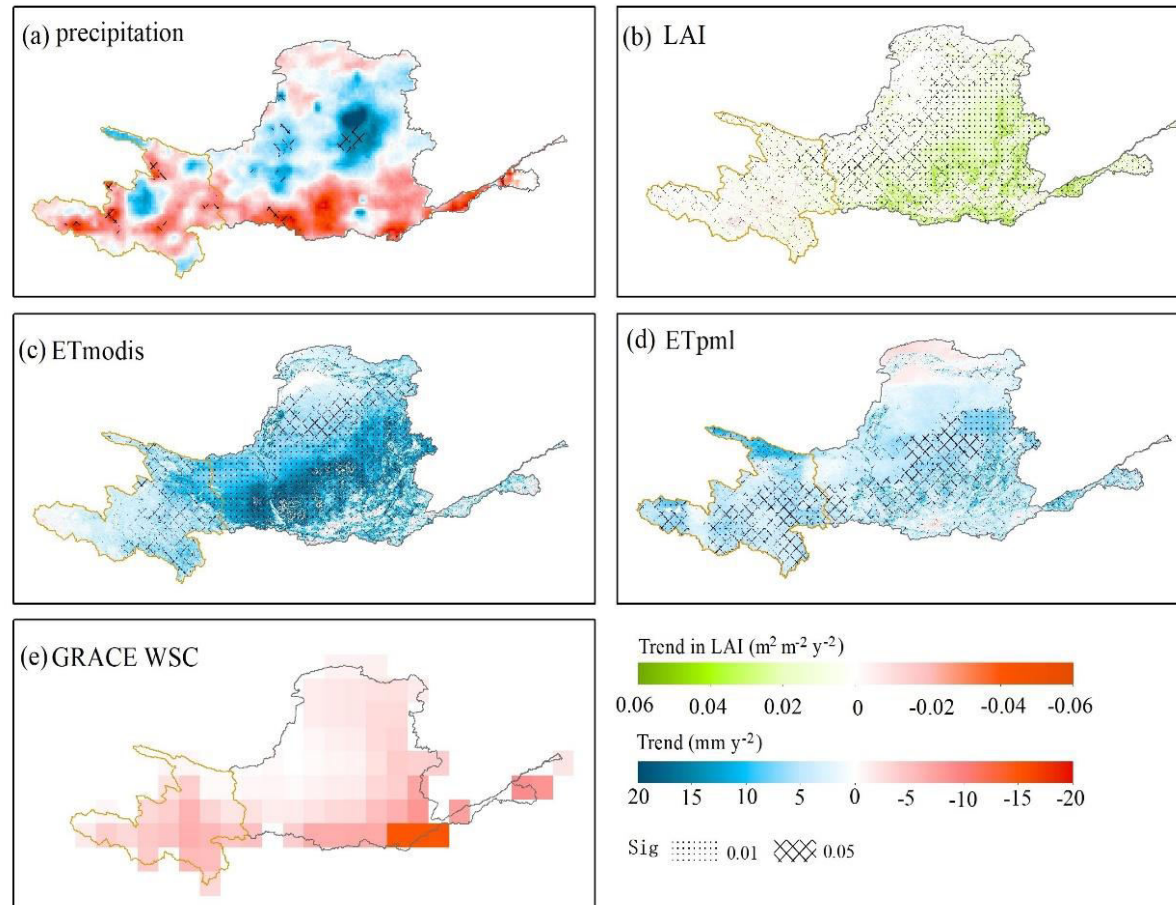 (a) precipitation
(b) LAI
(c) ETmodis
(d) ETpml
(e) GRACE WSC
Trend in LAI (m² m⁻² y⁻²)
0.06 0.04 0.02 0 -0.02 -0.04 -0.06
Trend (mm y⁻²)
20 15 10 5 0 -5 -10 -15 -20
Sig 0.01 0.05